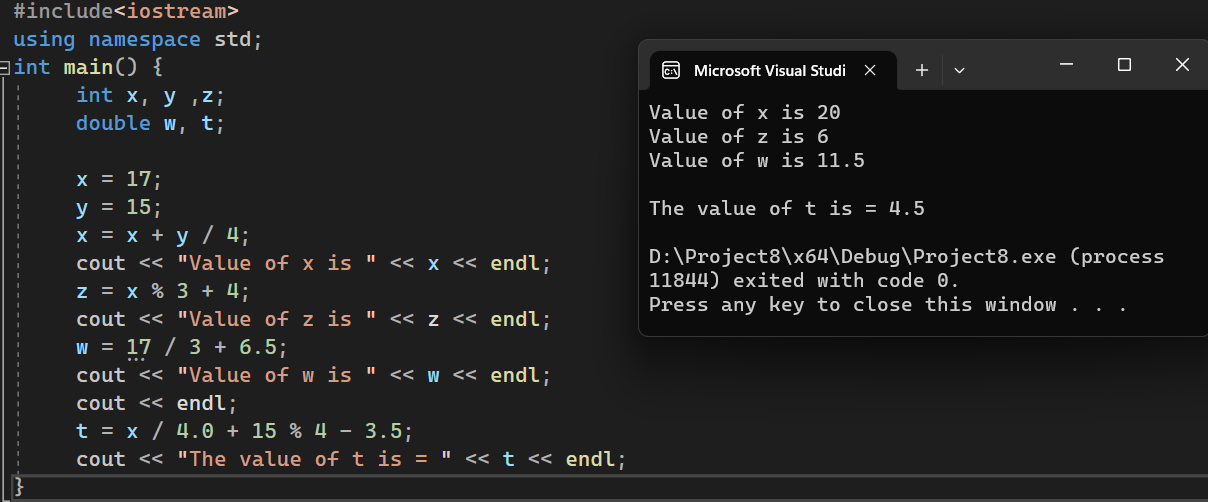 #include<iostream>
using namespace std;
int main() {
int x, y ,z;
double w, t;
x = 17;
y = 15;
x = x + y / 4;
cout << "Value of x is " << x << endl;
z = x % 3 + 4;
cout << "Value of z is " << z << endl;
w = 17 / 3 + 6.5;
cout << "Value of w is " << w << endl;
cout << endl;
t = x / 4.0 + 15 % 4 - 3.5;
cout << "The value of t is = " << t << endl;
}
Microsoft Visual Studi
Value of x is 20
Value of z is 6
Value of w is 11.5
The value of t is = 4.5
D:\Project8\x64\Debug\Project8.exe (process
11844) exited with code 0.
Press any key to close this window . . .